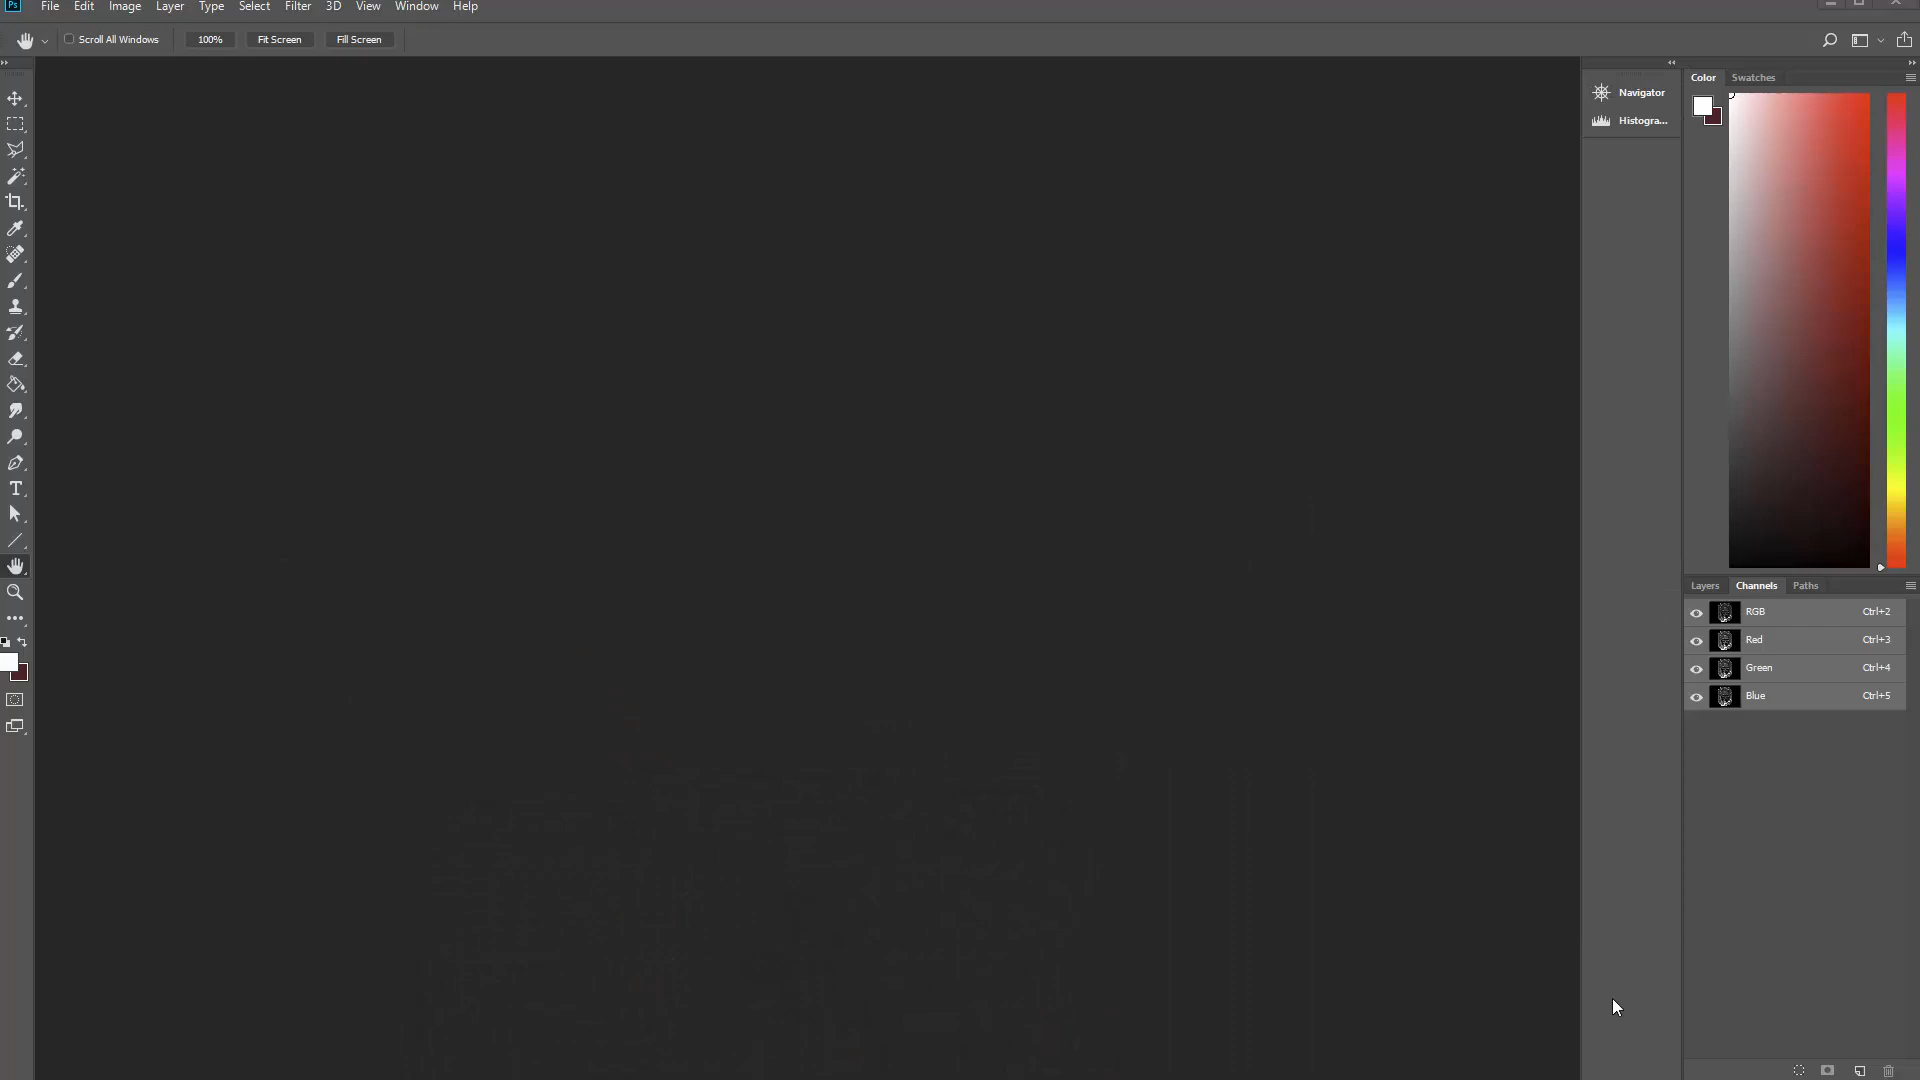 Ps File Edit Image Layer Type Select Filter 3D View Window Help
Scroll All Windows 100% Fit Screen Fill Screen
Color Swatches
Navigator
Histogra...
Layers Channels Paths
RGB Ctrl+2
Red Ctrl+3
Green Ctrl+4
Blue Ctrl+5